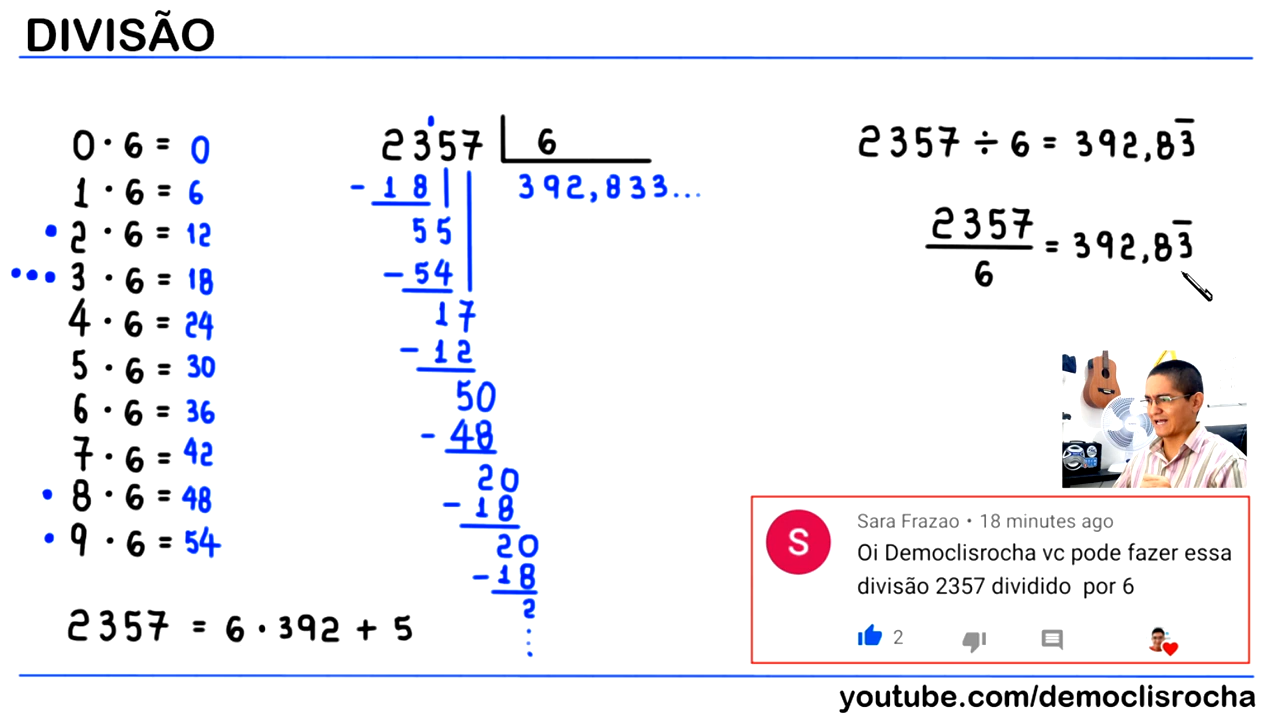 DIVISÃO
0 · 6 = 0
1 · 6 = 6
2 · 6 = 12
3 · 6 = 18
4 · 6 = 24
5 · 6 = 30
6 · 6 = 36
7 · 6 = 42
8 · 6 = 48
9 · 6 = 54
2357 = 6 · 392 + 5
2357 6
- 18 392,833...
55
- 54
17
- 12
50
- 48
20
- 18
20
- 18
2
⋮
2357 ÷ 6 = 392,83̅
2357
= 392,83̅
6
S
Sara Frazao • 18 minutes ago
Oi Democlisrocha vc pode fazer essa
divisão 2357 dividido por 6
2
youtube.com/democlisrocha